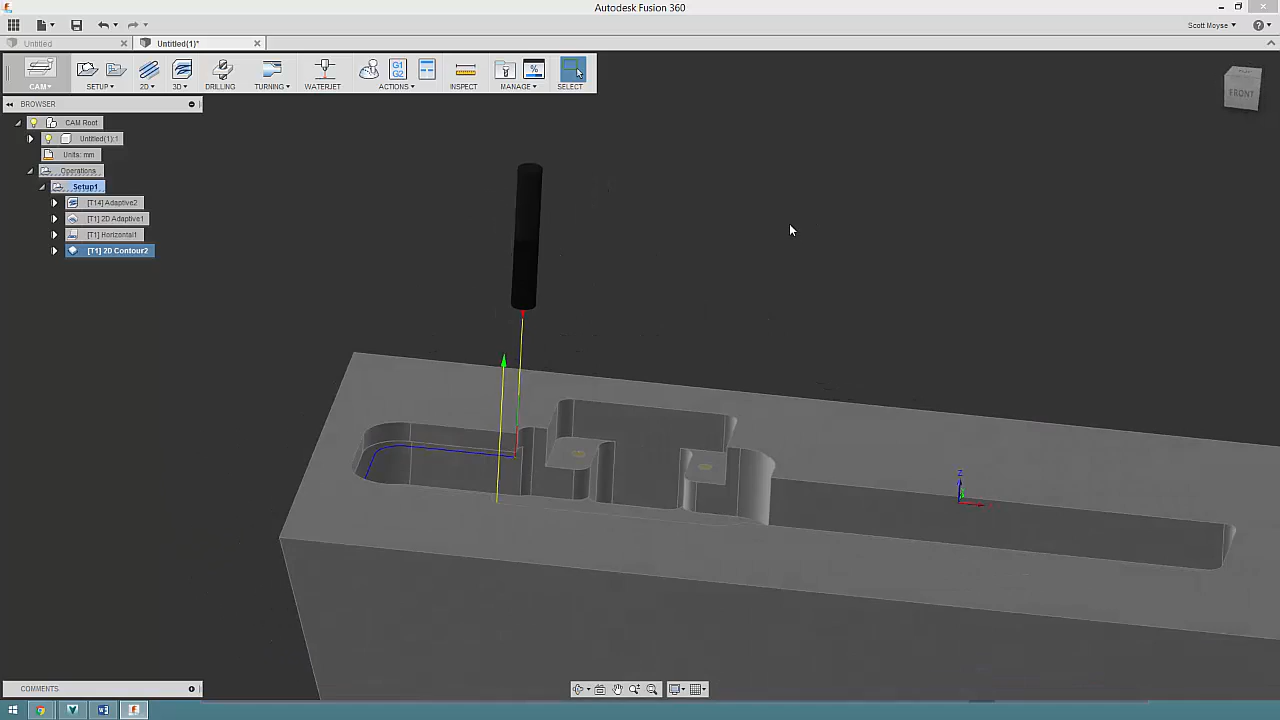 Autodesk Fusion 360
Scott Moyse
Untitled
Untitled(1)*
CAM
SETUP
2D
3D
DRILLING
TURNING
WATERJET
G1
G2
ACTIONS
INSPECT
%
MANAGE
SELECT
FRONT
BROWSER
CAM Root
Untitled(1):1
Units: mm
Operations
Setup1
[T14] Adaptive2
[T1] 2D Adaptive1
[T1] Horizontal1
[T1] 2D Contour2
Z
COMMENTS